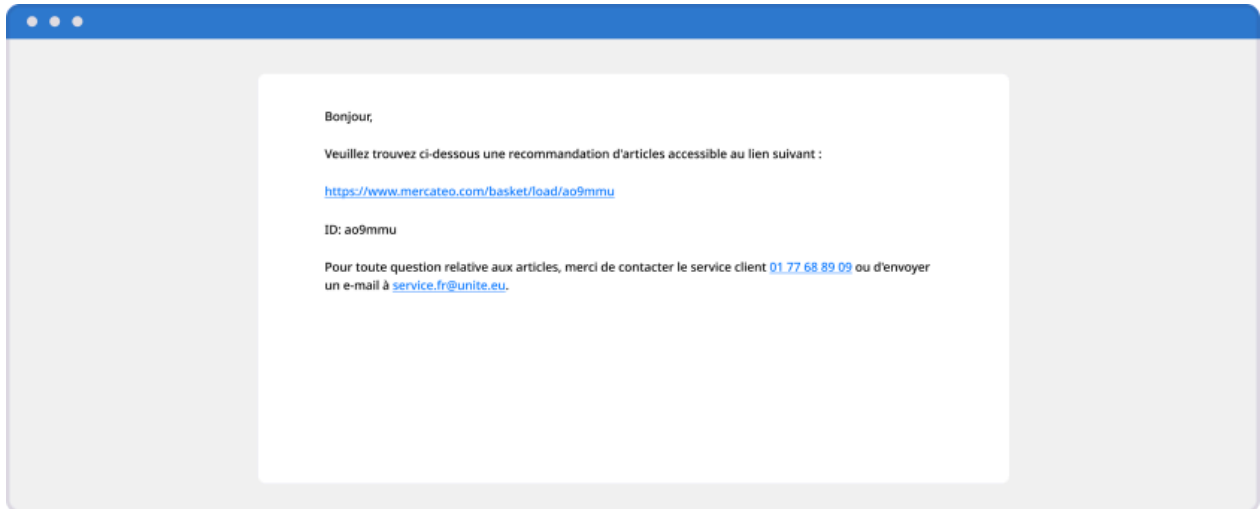 Bonjour,
Veuillez trouvez ci-dessous une recommandation d'articles accessible au lien suivant :
https://www.mercateo.com/basket/load/ao9mmu
ID: ao9mmu
Pour toute question relative aux articles, merci de contacter le service client 01 77 68 89 09 ou d'envoyer
un e-mail à service.fr@unite.eu.